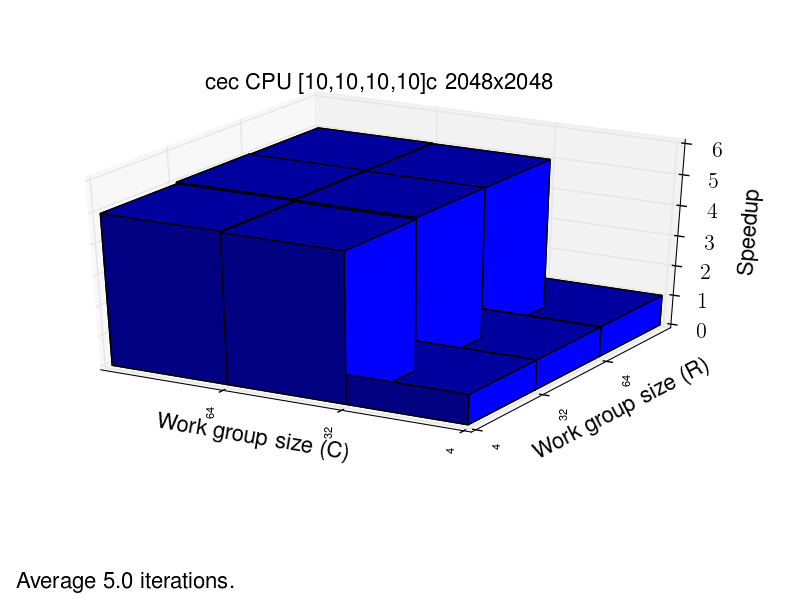 cec CPU [10,10,10,10]c 2048x2048
6
5
4
3
2
1
0
Speedup
64
32
4
Work group size (C)
4
32
64
Work group size (R)
Average 5.0 iterations.